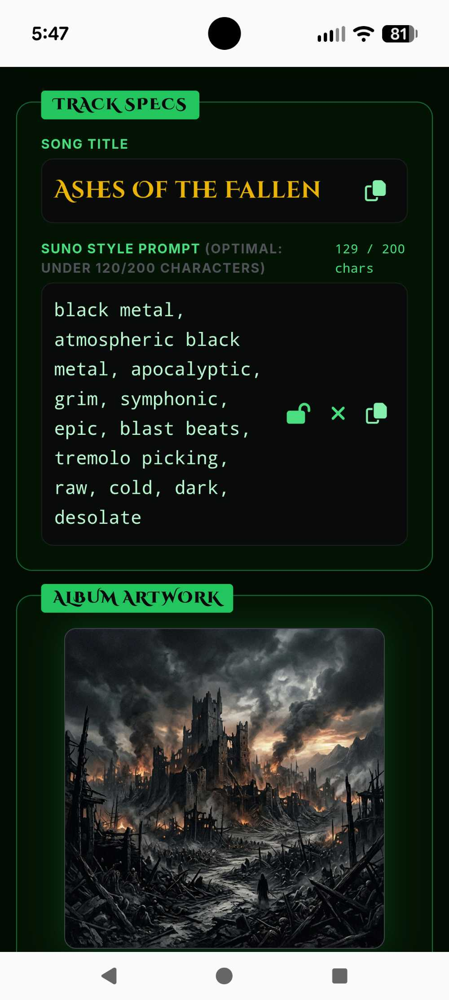 5:47
81
TRACK SPECS
SONG TITLE
ASHES OF THE FALLEN
SUNO STYLE PROMPT (OPTIMAL:
UNDER 120/200 CHARACTERS)
129 / 200
chars
black metal,
atmospheric black
metal, apocalyptic,
grim, symphonic,
epic, blast beats,
tremolo picking,
raw, cold, dark,
desolate
ALBUM ARTWORK